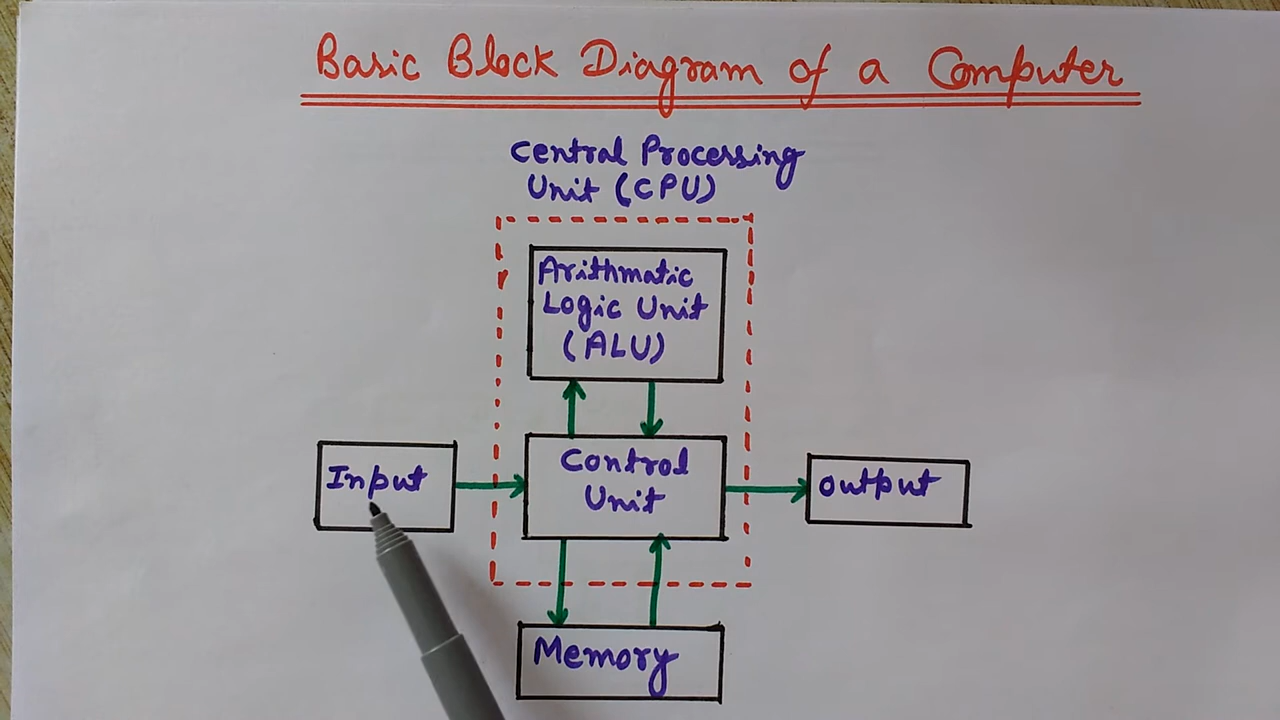 Basic Block Diagram of a Computer
Central Processing
Unit (CPU)
Arithmatic
Logic Unit
(ALU)
Control
Unit
Input
output
Memory